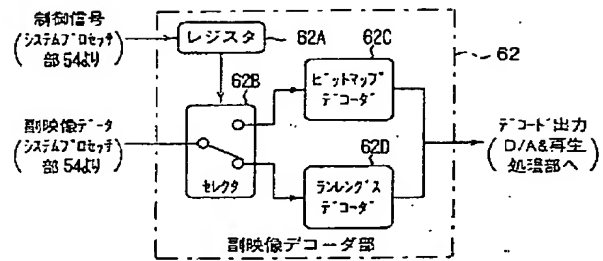 制御信号
(システムプロセッサ
部54より)
レジスタ
62A
62B
62C
ビットマップ
デコーダ
62
副映像データ
(システムプロセッサ
部54より)
セレクタ
62D
ランレングス
デコーダ
デコード出力
(D/A&再生
処理部へ)
副映像デコーダ部